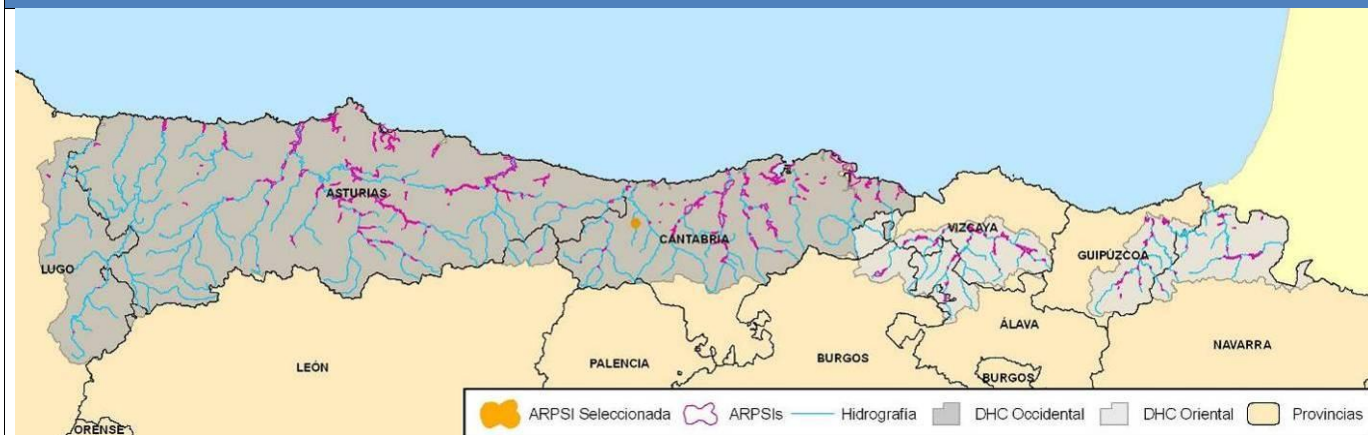 ASTURIAS
CANTABRIA
VIZCAYA
GUIPÚZCOA
LUGO
ÁLAVA
NAVARRA
LEÓN
PALENCIA
BURGOS
BURGOS
ORENSE
ARPSI Seleccionada ARPSIs Hidrografía DHC Occidental DHC Oriental Provincias